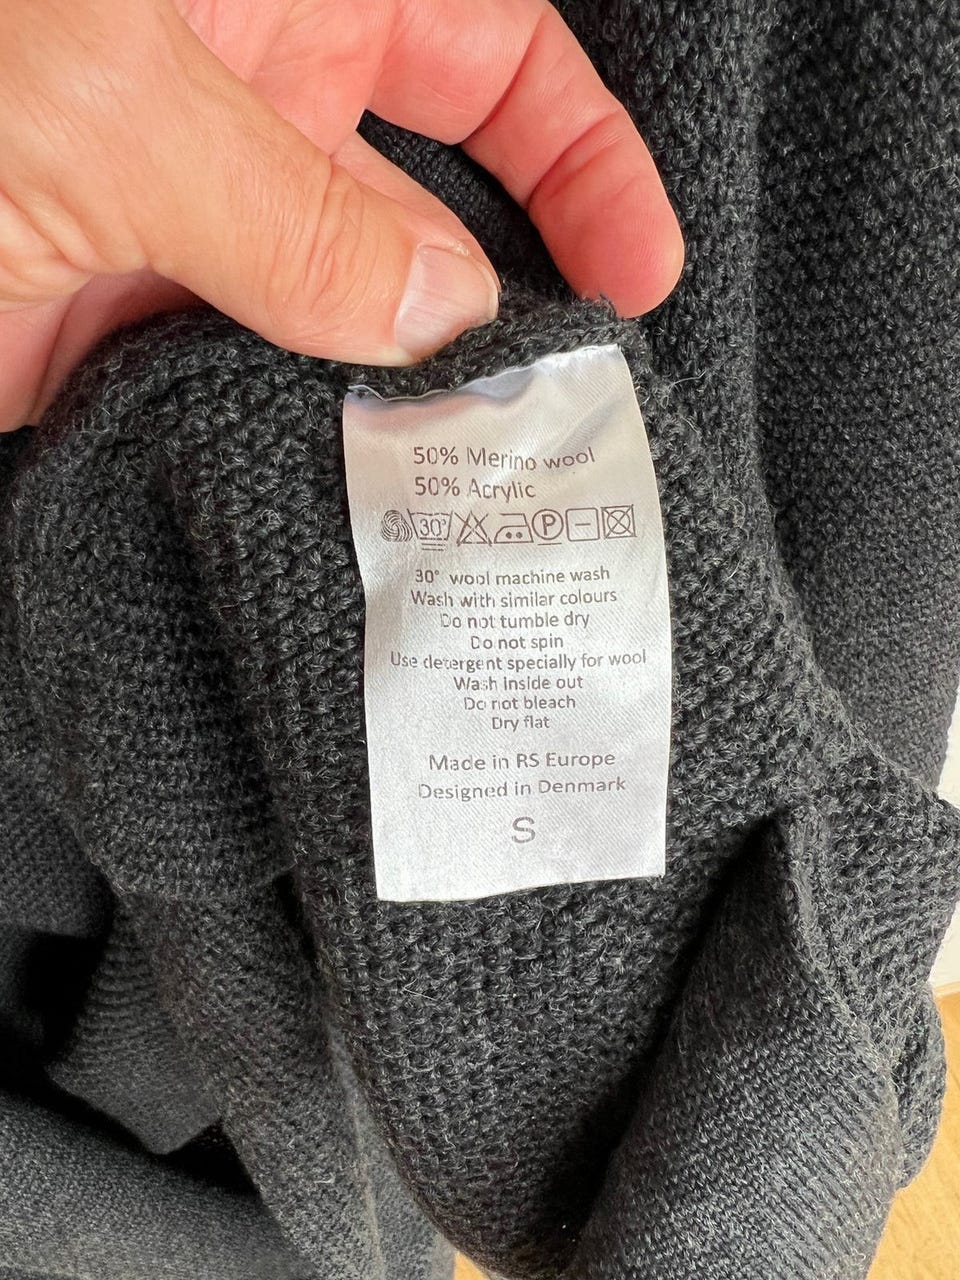 50% Merino wool
50% Acrylic
30° P
30° wool machine wash
Wash with similar colours
Do not tumble dry
Do not spin
Use detergent specially for wool
Wash inside out
Do not bleach
Dry flat
Made in RS Europe
Designed in Denmark
S